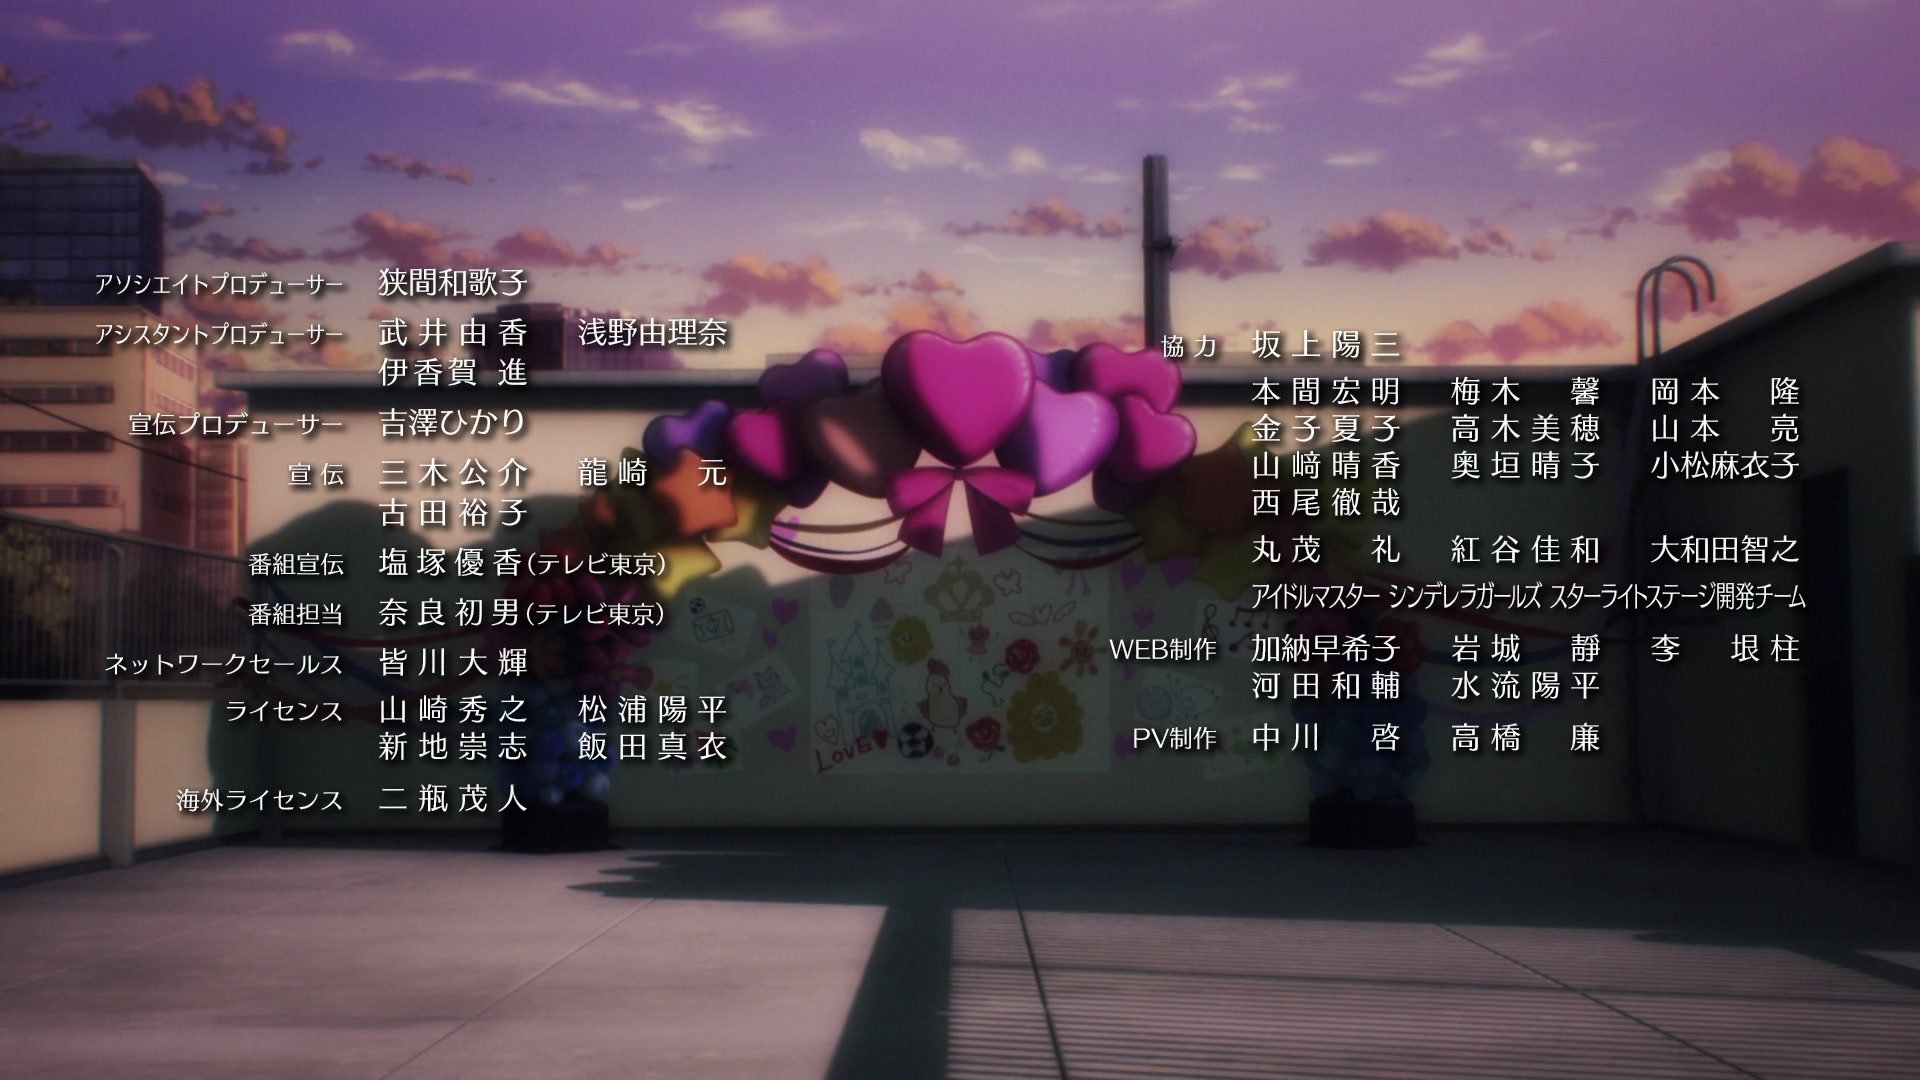 アソシエイトプロデューサー 狭間和歌子
アシスタントプロデューサー 武井由香 浅野由理奈
伊香賀 進
宣伝プロデューサー 吉澤ひかり
宣伝 三木公介 龍崎 元
古田裕子
番組宣伝 塩塚優香(テレビ東京)
番組担当 奈良初男(テレビ東京)
ネットワークセールス 皆川大輝
ライセンス 山崎秀之 松浦陽平
新地崇志 飯田真衣
海外ライセンス 二瓶茂人
協力 坂上陽三
本間宏明 梅木 馨 岡本 隆
金子夏子 高木美穂 山本 亮
山﨑晴香 奥垣晴子 小松麻衣子
西尾徹哉
丸茂 礼 紅谷佳和 大和田智之
アイドルマスター シンデレラガールズ スターライトステージ開発チーム
WEB制作 加納早希子 岩城 靜 李 垠柱
河田和輔 水流陽平
PV制作 中川 啓 高橋 廉
LOVE